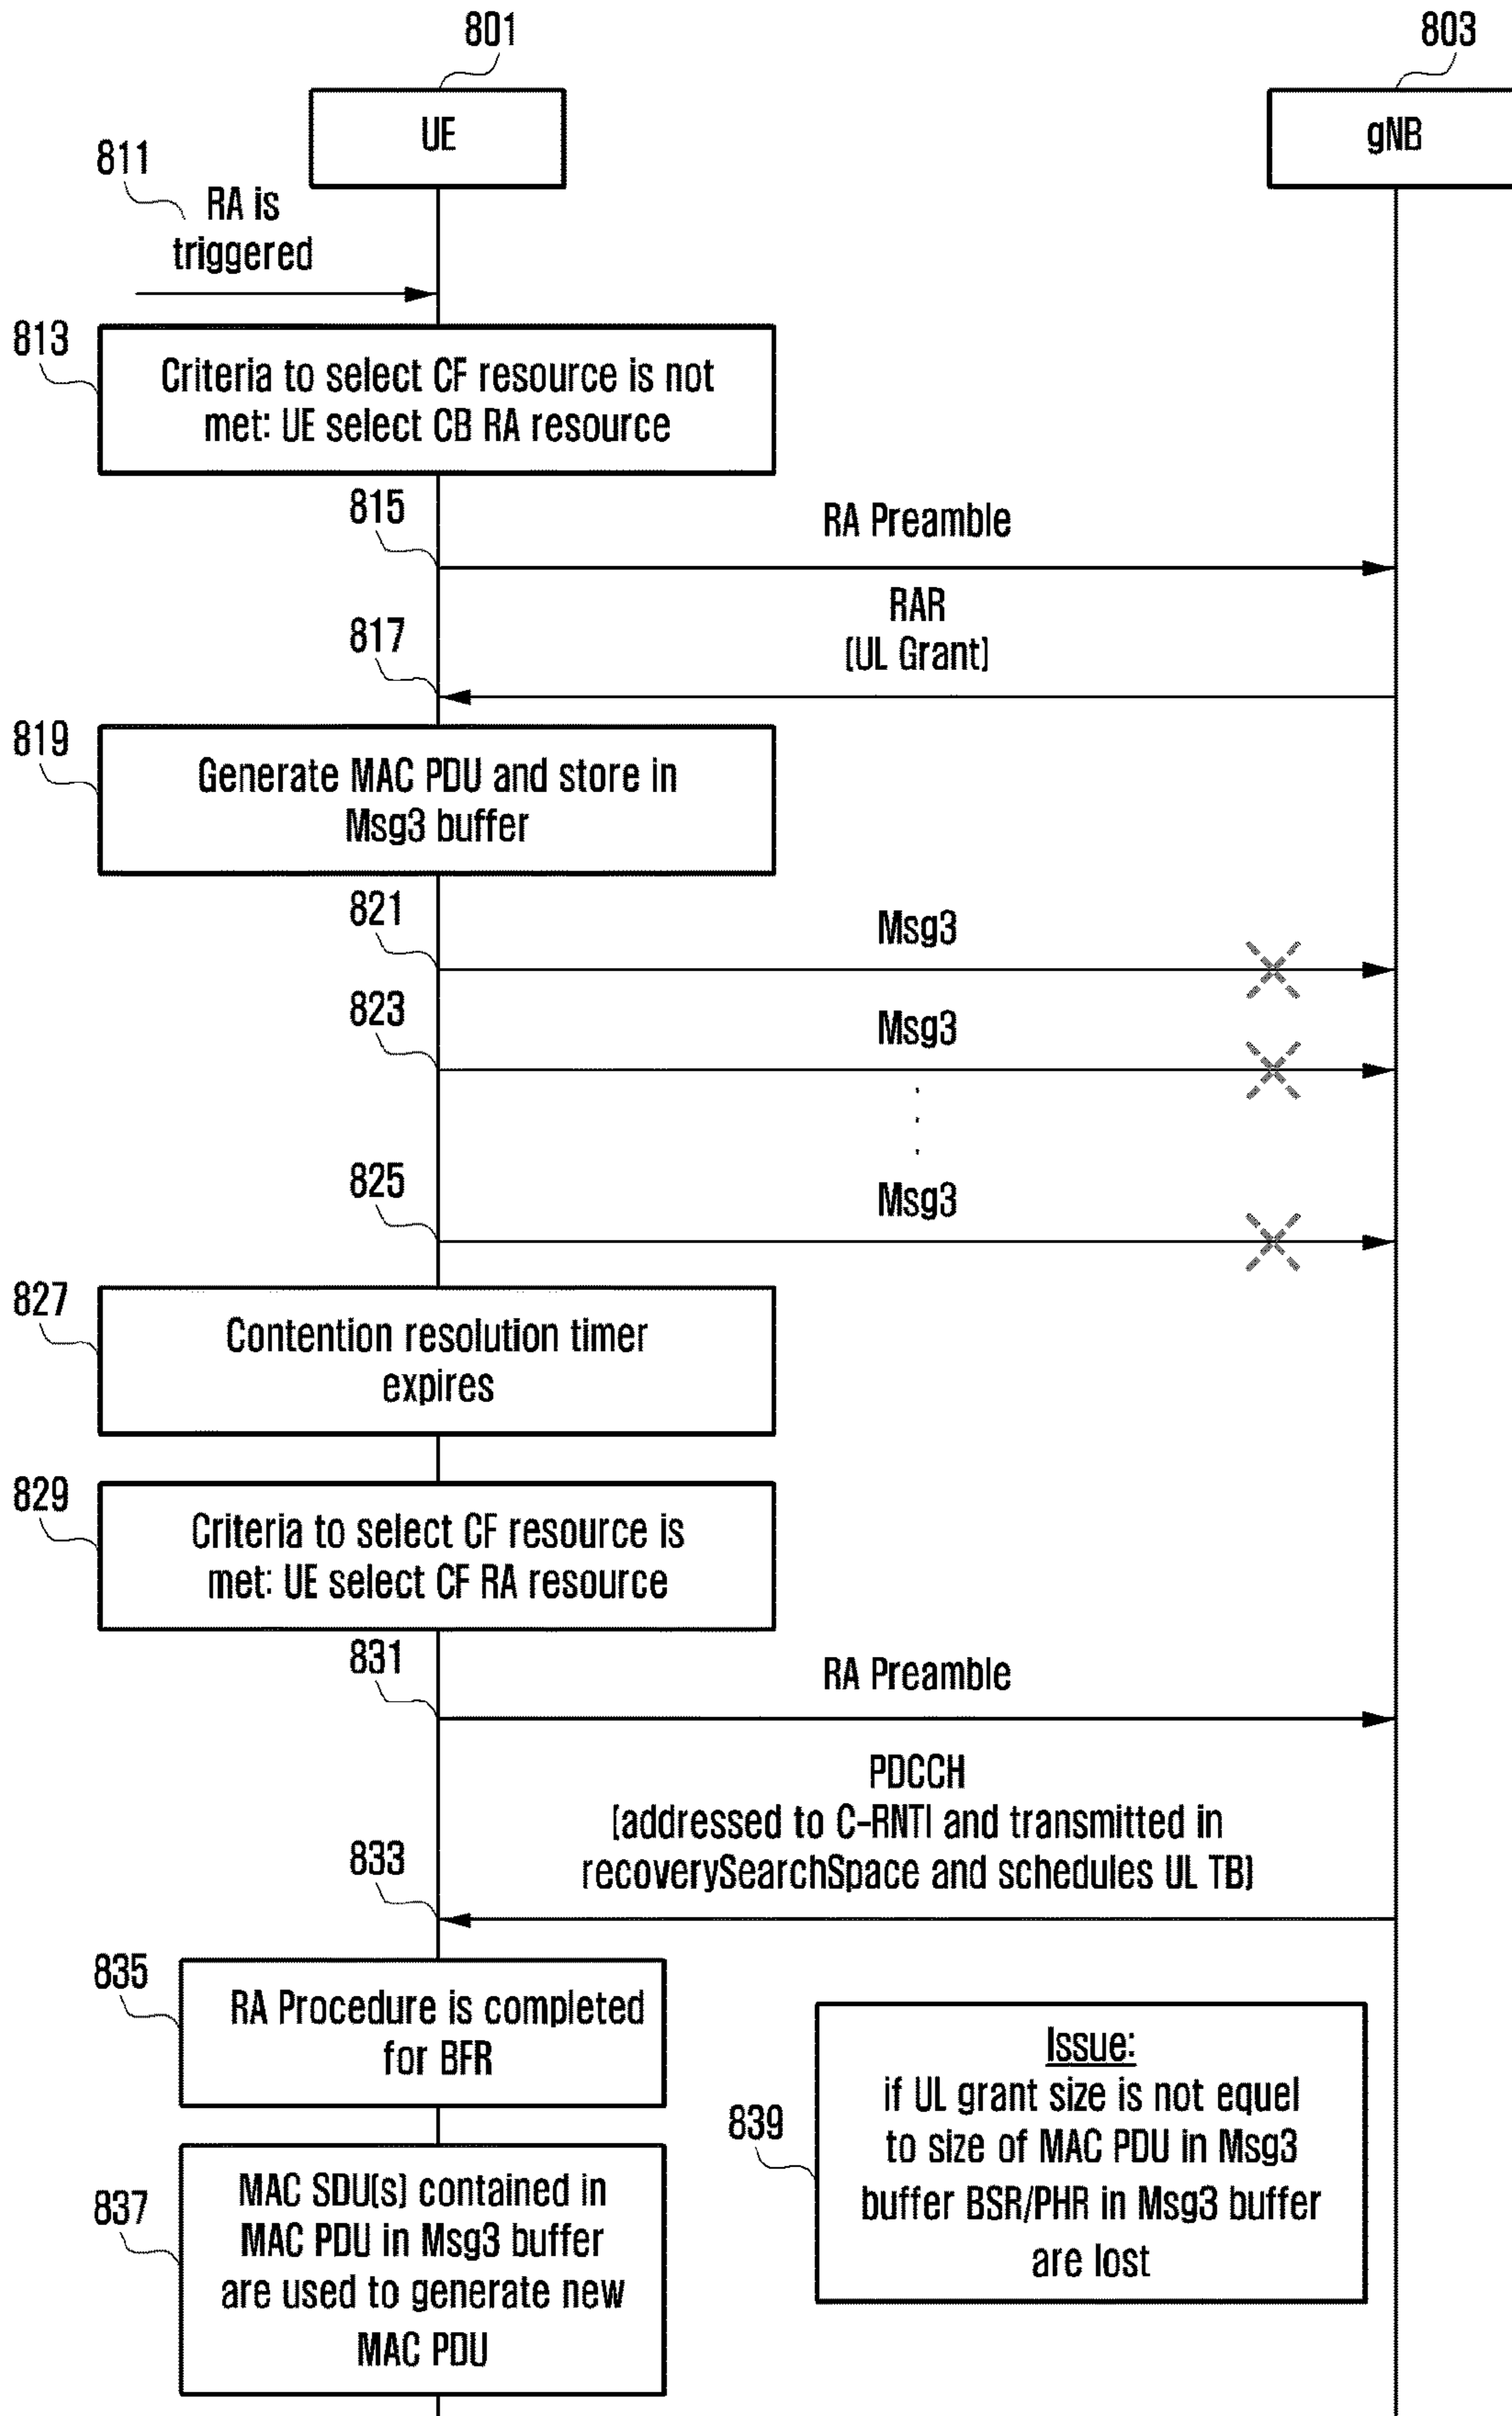 801
803
UE
gNB
811
RA is
triggered
813
Criteria to select CF resource is not
met: UE select CB RA resource
815
RA Preamble
RAR
817
[UL Grant]
819
Generate MAC PDU and store in
Msg3 buffer
821
Msg3
823
Msg3
825
Msg3
827
Contention resolution timer
expires
829
Criteria to select CF resource is
met: UE select CF RA resource
831
RA Preamble
PDCCH
[addressed to C-RNTI and transmitted in
833
recoverySearchSpace and schedules UL TB]
835
RA Procedure is completed
for BFR
837
MAC SDU(s) contained in
MAC PDU in Msg3 buffer
are used to generate new
MAC PDU
839
Issue:
if UL grant size is not equel
to size of MAC PDU in Msg3
buffer BSR/PHR in Msg3 buffer
are lost